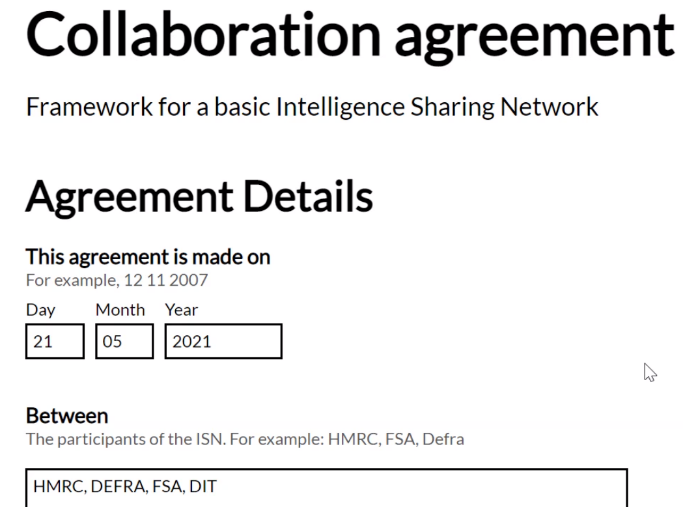 Collaboration agreement
Framework for a basic Intelligence Sharing Network
Agreement Details
This agreement is made on
For example, 12 11 2007
Day Month Year
21 05 2021
Between
The participants of the ISN. For example: HMRC, FSA, Defra
HMRC, DEFRA, FSA, DIT